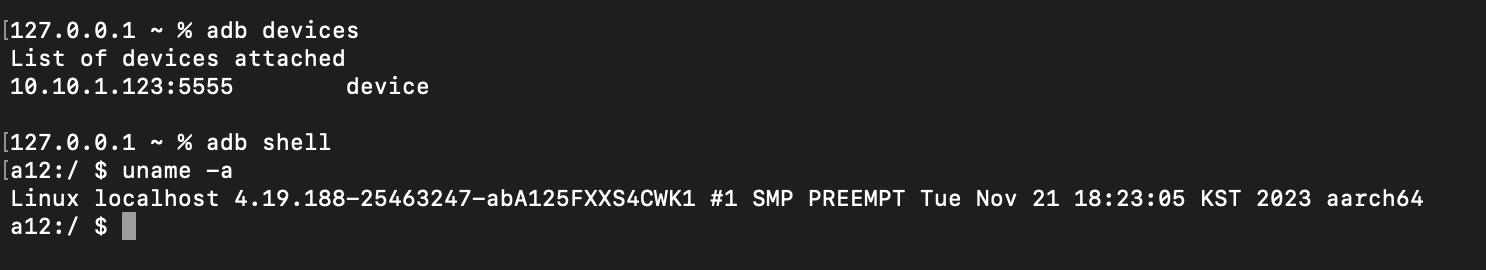 [127.0.0.1 ~ % adb devices
List of devices attached
10.10.1.123:5555        device
[127.0.0.1 ~ % adb shell
[a12:/ $ uname -a
Linux localhost 4.19.188-25463247-abA125FXXS4CWK1 #1 SMP PREEMPT Tue Nov 21 18:23:05 KST 2023 aarch64
a12:/ $